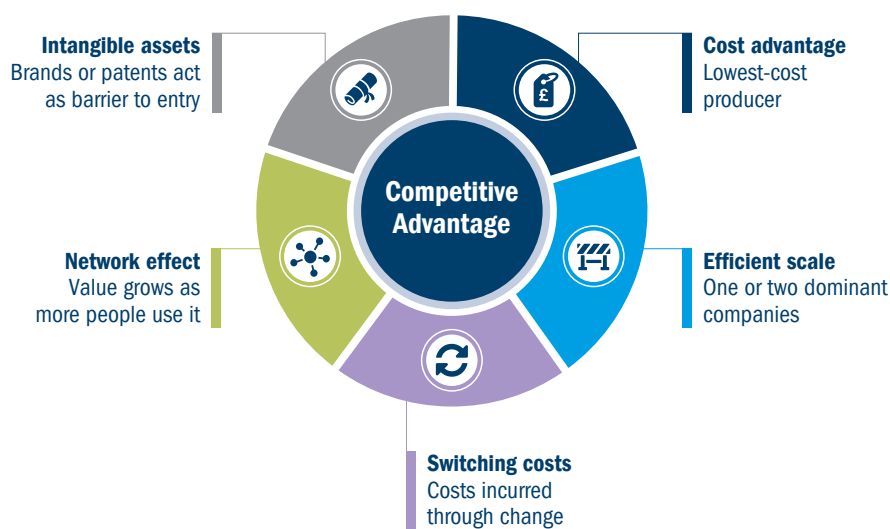 Intangible assets
Brands or patents act
as barrier to entry
Cost advantage
Lowest-cost
producer
£
Competitive
Advantage
Network effect
Value grows as
more people use it
Efficient scale
One or two dominant
companies
Switching costs
Costs incurred
through change